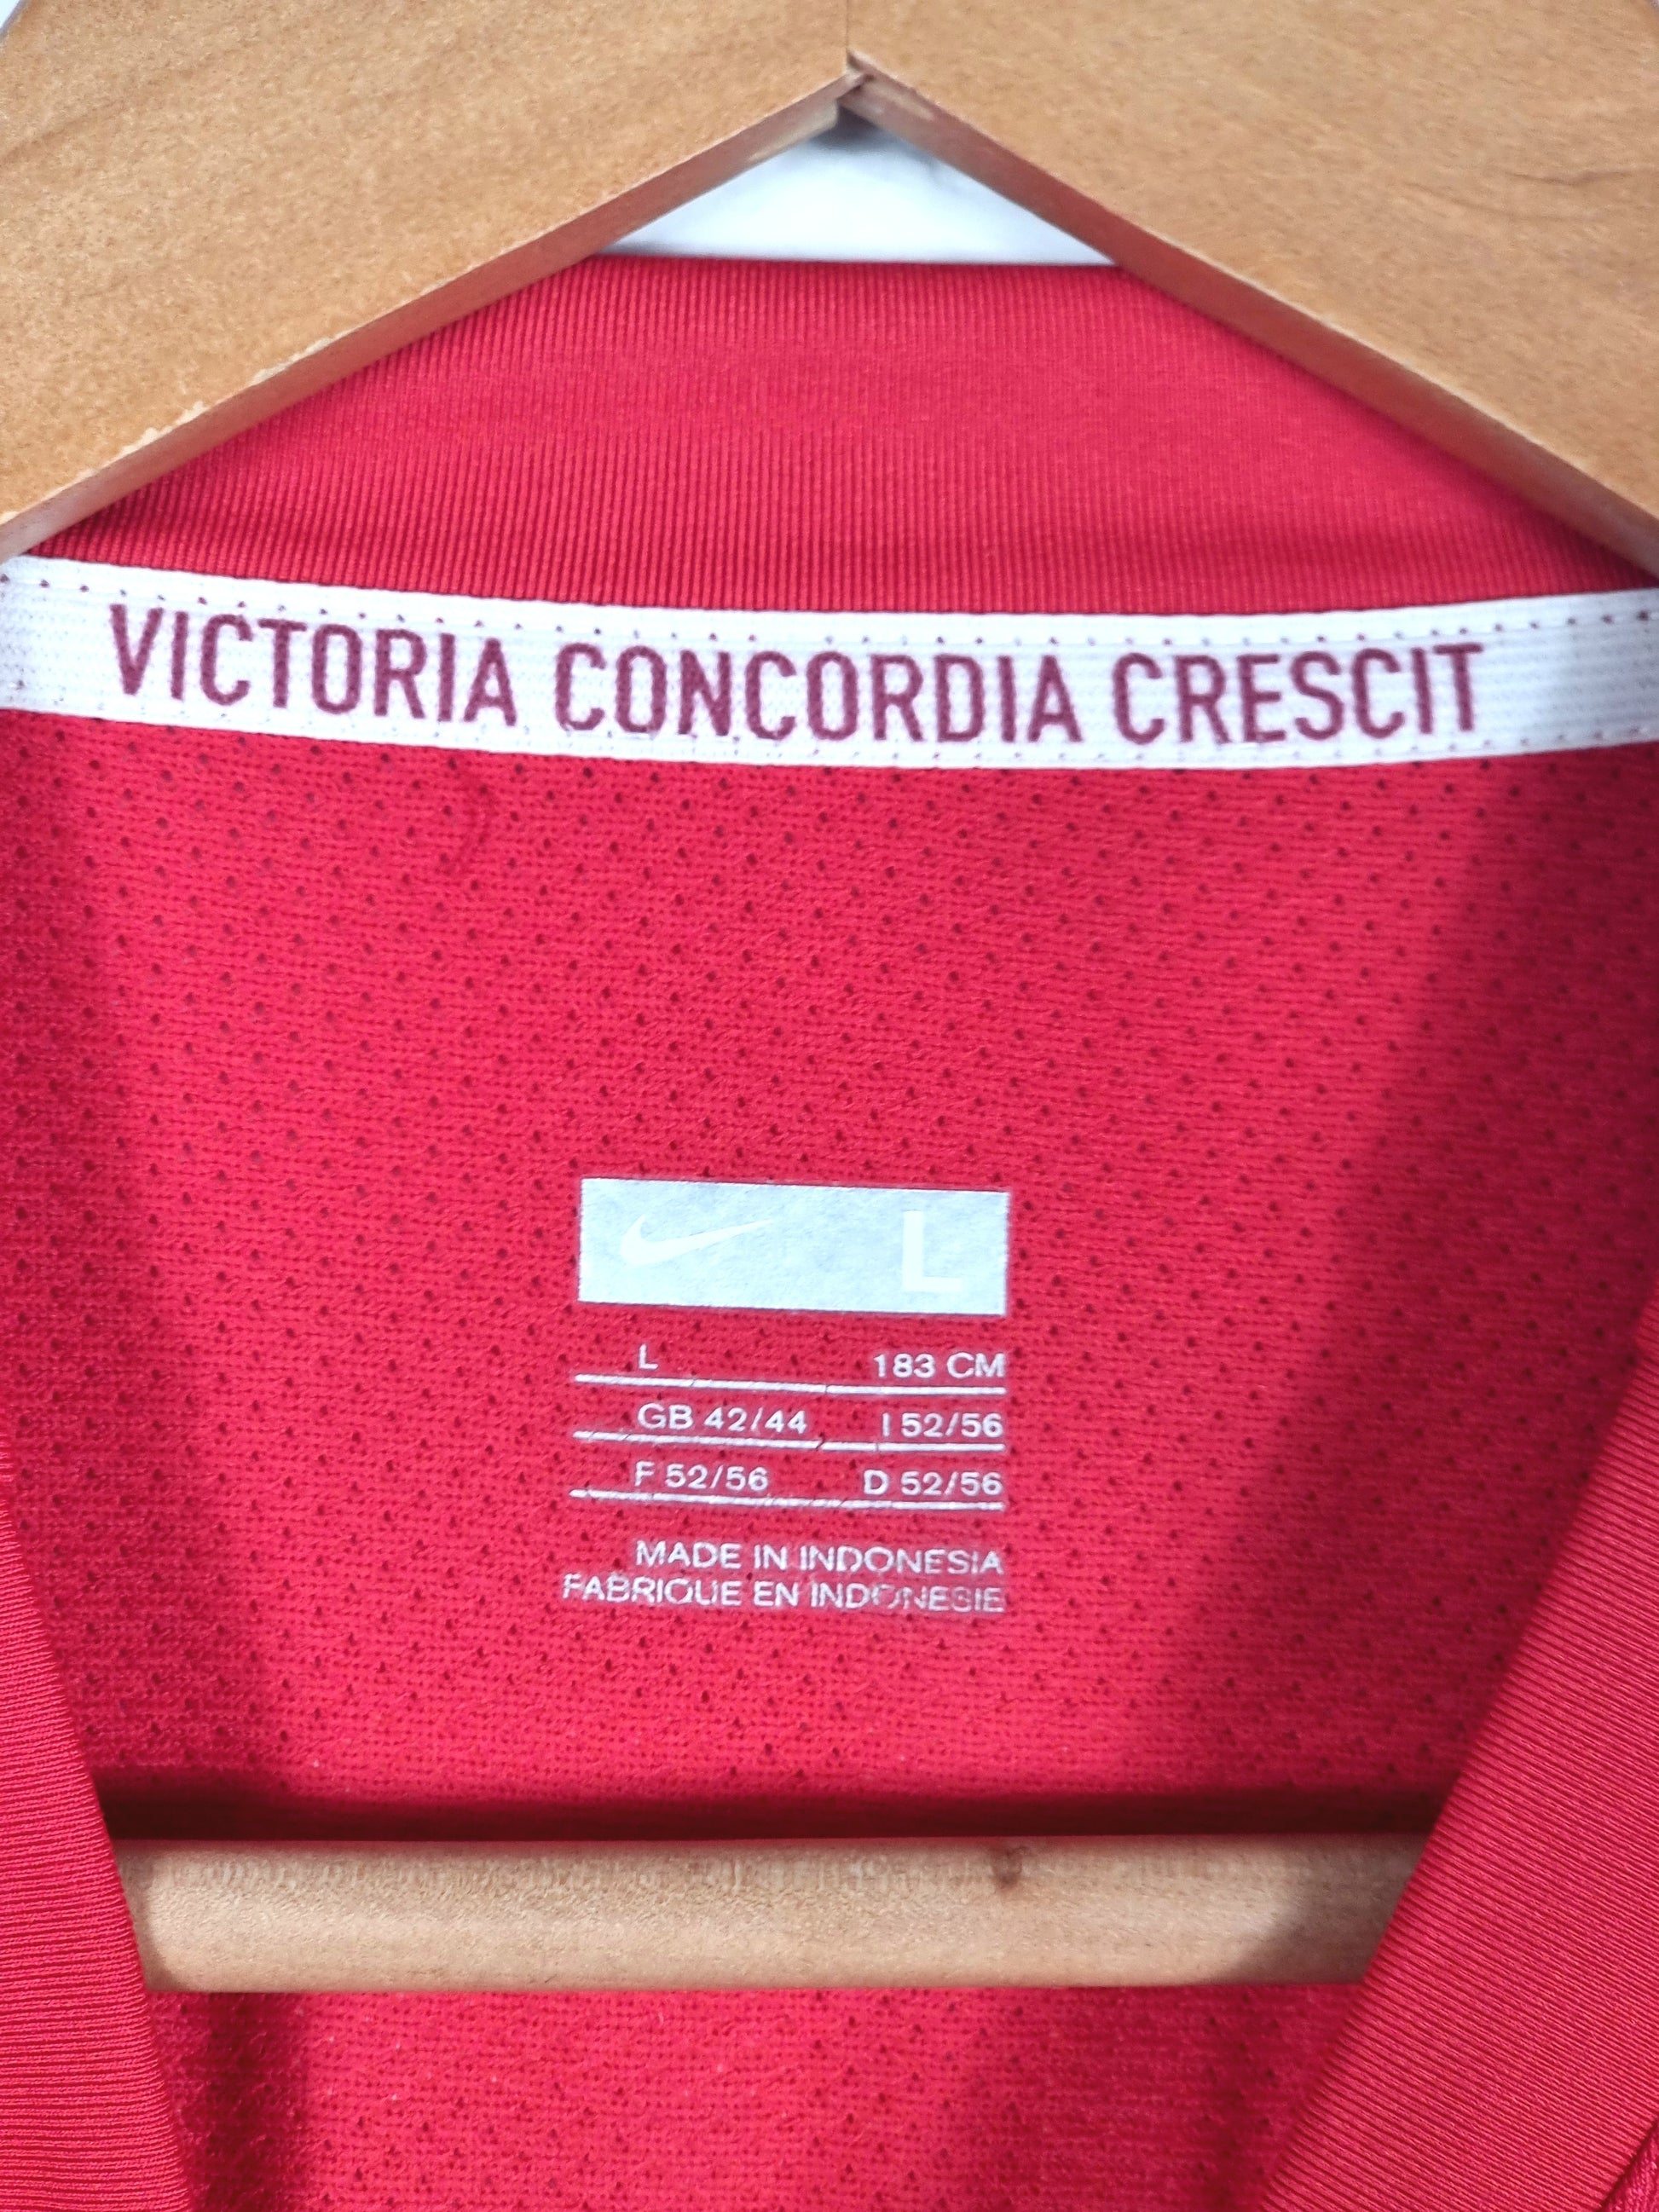 VICTORIA CONCORDIA CRESCIT
L
L 183 CM
GB 42/44 I 52/56
F 52/56 D 52/56
MADE IN INDONESIA
FABRIQUE EN INDONESIE